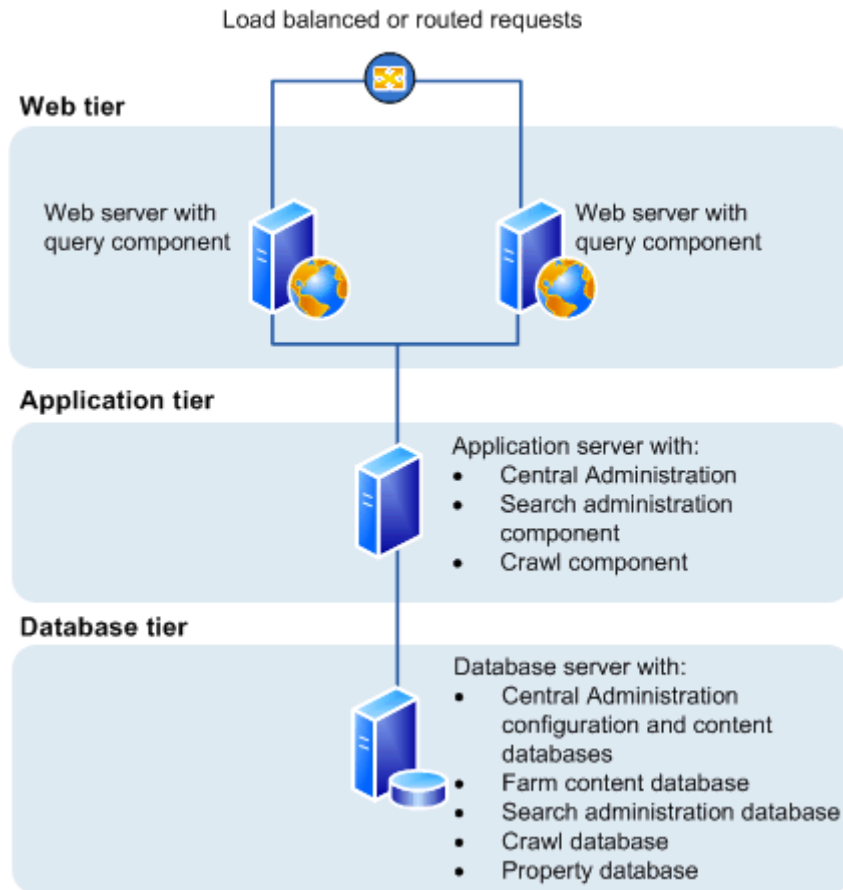 Load balanced or routed requests
Web tier
Web server with
query component
Web server with
query component
Application tier
Application server with:
• Central Administration
• Search administration
component
• Crawl component
Database tier
Database server with:
• Central Administration
configuration and content
databases
• Farm content database
• Search administration database
• Crawl database
• Property database